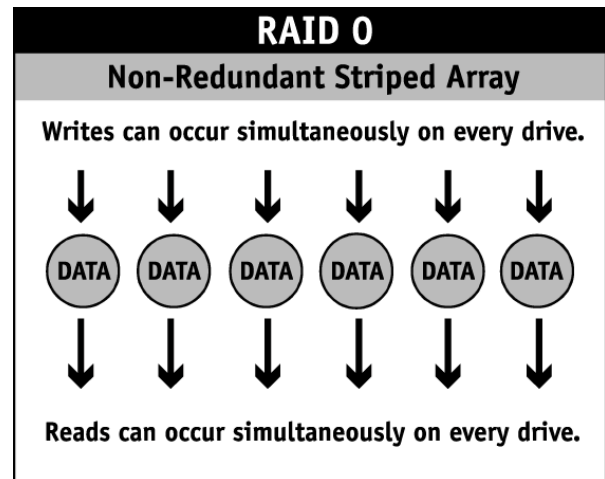 RAID 0
Non-Redundant Striped Array
Writes can occur simultaneously on every drive.
DATA DATA DATA DATA DATA DATA
Reads can occur simultaneously on every drive.